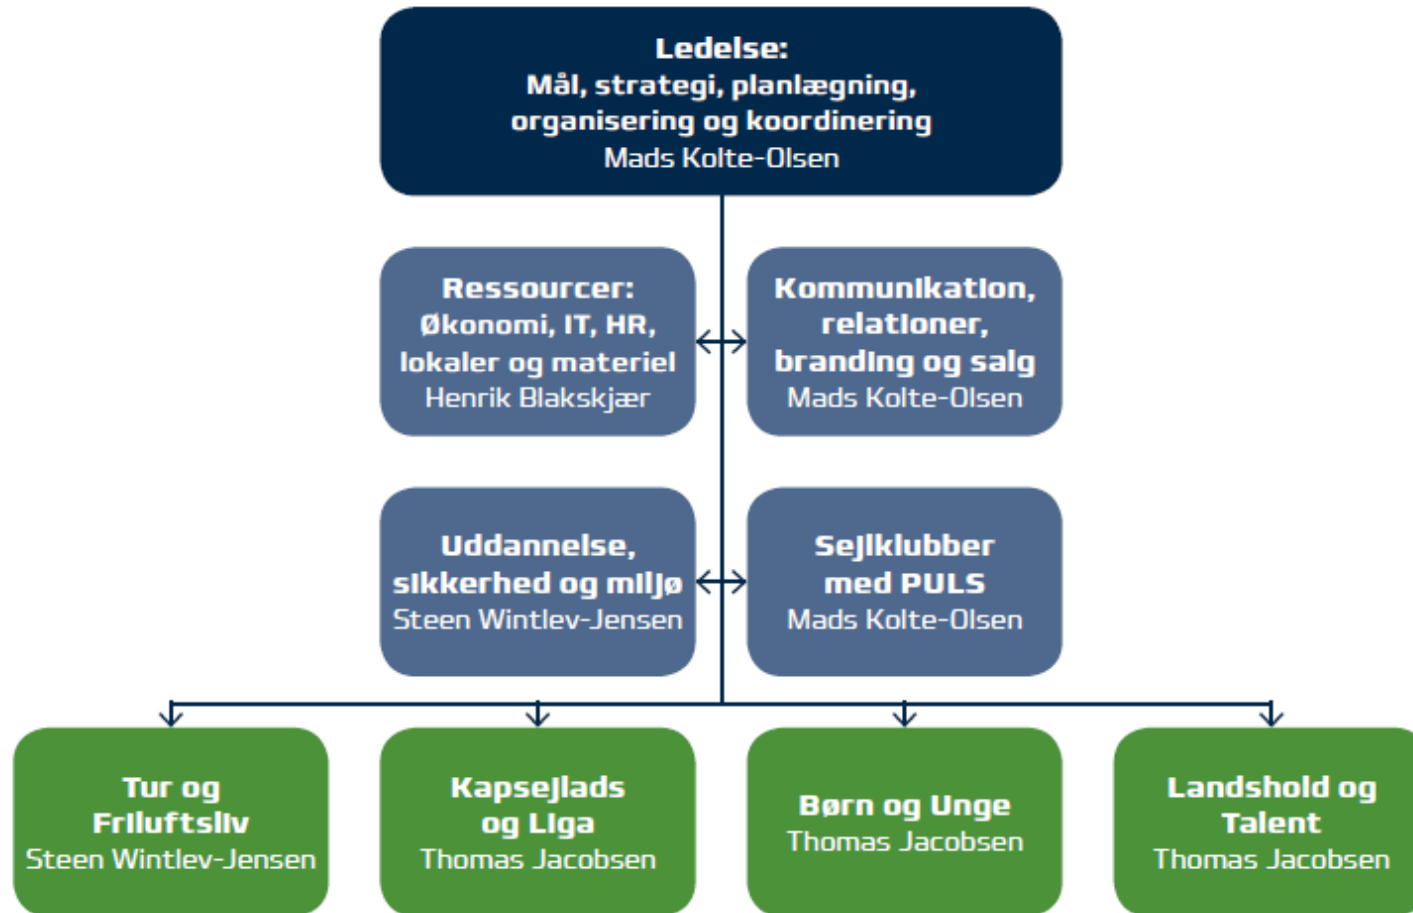 Ledelse:
Mål, strategi, planlægning,
organisering og koordinering
Mads Kolte-Olsen
Ressourcer:
Økonomi, IT, HR,
lokaler og materiel
Henrik Blakskjær
Kommunikation,
relationer,
branding og salg
Mads Kolte-Olsen
Uddannelse,
sikkerhed og miljø
Steen Wintlev-Jensen
Sejlklubber
med PULS
Mads Kolte-Olsen
Tur og
Friluftsliv
Steen Wintlev-Jensen
Kapsejlads
og Liga
Thomas Jacobsen
Børn og Unge
Thomas Jacobsen
Landshold og
Talent
Thomas Jacobsen